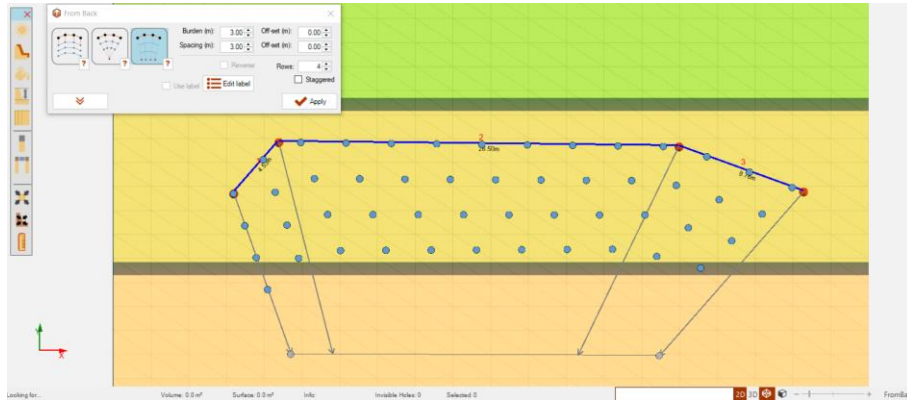 From Back
Burden (m): 3.00 Off-set (m): 0.00
Spacing (m): 3.00 Off-set (m): 0.00
Reverse Rows: 4
Staggered
Use label Edit label
Apply
? ? ?
2
26.50m
3
Y
X
Looking for... Volume: 0.0 m³ Surface: 0.0 m² Info Invisible Holes: 0 Selected: 0 2D 3D FromBa